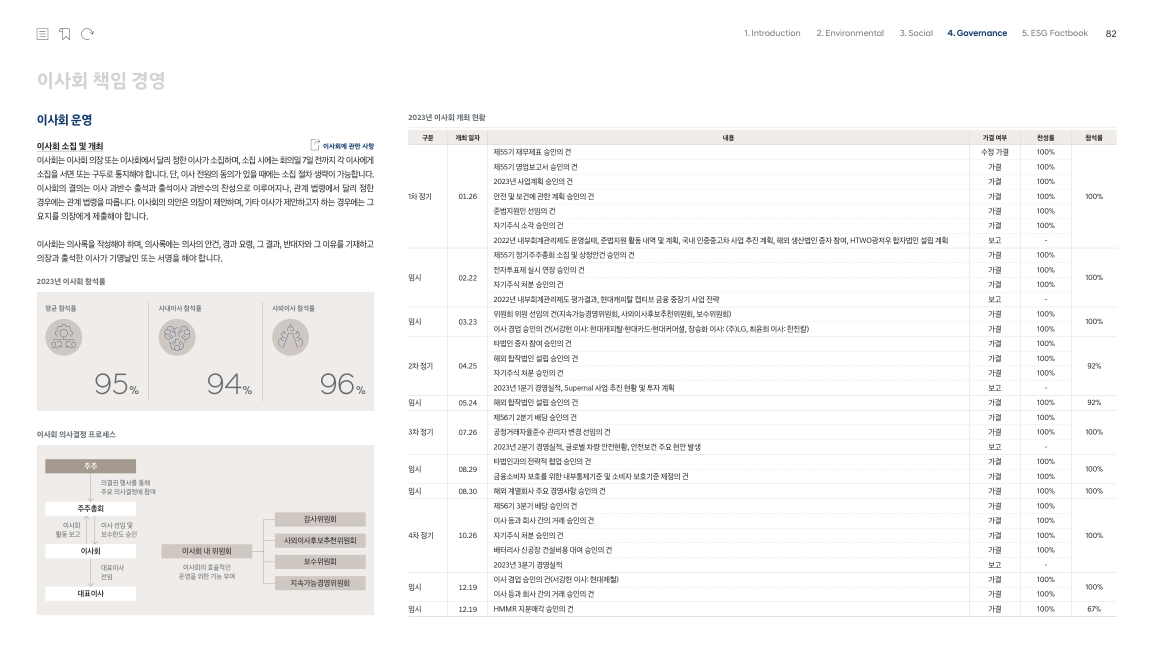 1. Introduction 2. Environmental 3. Social 4. Governance 5. ESG Factbook 82
이사회 책임 경영
이사회 운영
이사회 소집 및 개최 이사회에 관한 사항
이사회는 이사회 의장 또는 이사회에서 달리 정한 이사가 소집하며, 소집 시에는 회의일 7일 전까지 각 이사에게
소집을 서면 또는 구두로 통지해야 합니다. 단, 이사 전원의 동의가 있을 때에는 소집 절차 생략이 가능합니다.
이사회의 결의는 이사 과반수 출석과 출석이사 과반수의 찬성으로 이루어지나, 관계 법령에서 달리 정한
경우에는 관계 법령을 따릅니다. 이사회의 의안은 의장이 제안하며, 기타 이사가 제안하고자 하는 경우에는 그
요지를 의장에게 제출해야 합니다.
이사회는 의사록을 작성해야 하며, 의사록에는 의사의 안건, 경과 요령, 그 결과, 반대자와 그 이유를 기재하고
의장과 출석한 이사가 기명날인 또는 서명을 해야 합니다.
2023년 이사회 참석률
평균 참석률 사내이사 참석률 사외이사 참석률
95% 94% 96%
이사회 의사결정 프로세스
주주
의결권 행사를 통해
주요 의사결정에 참여
주주총회
이사회
활동 보고
이사 선임 및
보수한도 승인
이사회
대표이사
선임
대표이사
이사회 내 위원회
이사회의 효율적인
운영을 위한 기능 부여
감사위원회
사외이사후보추천위원회
보수위원회
지속가능경영위원회
2023년 이사회 개최 현황
구분 개최 일자 내용 가결 여부 찬성률 참석률
1차 정기 01.26 제55기 재무제표 승인의 건 수정 가결 100% 100%
제55기 영업보고서 승인의 건 가결 100%
2023년 사업계획 승인의 건 가결 100%
안전 및 보건에 관한 계획 승인의 건 가결 100%
준법지원인 선임의 건 가결 100%
자기주식 소각 승인의 건 가결 100%
2022년 내부회계관리제도 운영실태, 준법지원 활동 내역 및 계획, 국내 인증중고차 사업 추진 계획, 해외 생산법인 증자 참여, HTWO광저우 합자법인 설립 계획 보고 -
임시 02.22 제55기 정기주주총회 소집 및 상정안건 승인의 건 가결 100% 100%
전자투표제 실시 연장 승인의 건 가결 100%
자기주식 처분 승인의 건 가결 100%
2022년 내부회계관리제도 평가결과, 현대캐피탈 캡티브 금융 중장기 사업 전략 보고 -
임시 03.23 위원회 위원 선임의 건(지속가능경영위원회, 사외이사후보추천위원회, 보수위원회) 가결 100% 100%
이사 겸업 승인의 건(서강현 이사: 현대캐피탈·현대카드·현대커머셜, 장승화 이사: (주)LG, 최윤희 이사: 한진칼) 가결 100%
2차 정기 04.25 타법인 증자 참여 승인의 건 가결 100% 92%
해외 합작법인 설립 승인의 건 가결 100%
자기주식 처분 승인의 건 가결 100%
2023년 1분기 경영실적, Supernal 사업 추진 현황 및 투자 계획 보고 -
임시 05.24 해외 합작법인 설립 승인의 건 가결 100% 92%
3차 정기 07.26 제56기 2분기 배당 승인의 건 가결 100% 100%
공정거래자율준수 관리자 변경 선임의 건 가결 100%
2023년 2분기 경영실적, 글로벌 차량 안전현황, 안전보건 주요 현안 발생 보고 -
임시 08.29 타법인과의 전략적 협업 승인의 건 가결 100% 100%
금융소비자 보호를 위한 내부통제기준 및 소비자 보호기준 제정의 건 가결 100%
임시 08.30 해외 계열회사 주요 경영사항 승인의 건 가결 100% 100%
4차 정기 10.26 제56기 3분기 배당 승인의 건 가결 100% 100%
이사 등과 회사 간의 거래 승인의 건 가결 100%
자기주식 처분 승인의 건 가결 100%
배터리사 신공장 건설비용 대여 승인의 건 가결 100%
2023년 3분기 경영실적 보고 -
임시 12.19 이사 겸업 승인의 건(서강현 이사: 현대제철) 가결 100% 100%
이사 등과 회사 간의 거래 승인의 건 가결 100%
임시 12.19 HMMR 지분매각 승인의 건 가결 100% 67%